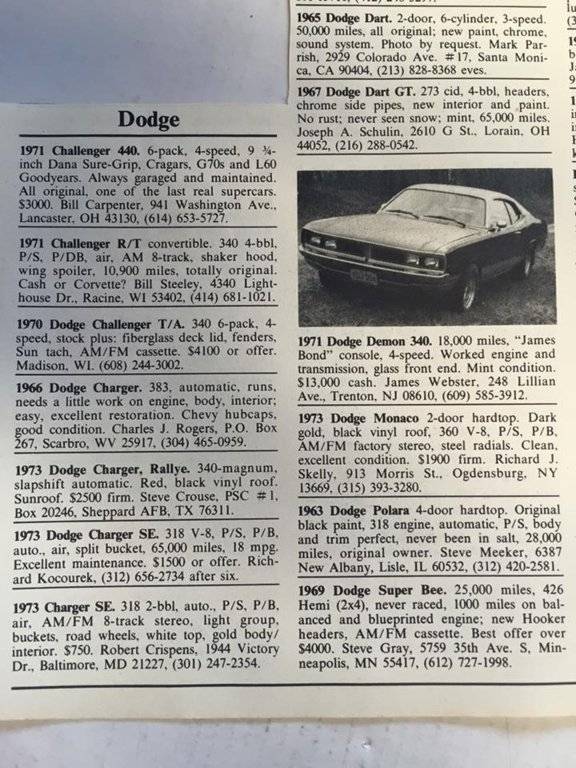 Dodge
1971 Challenger 440. 6-pack, 4-speed, 9 ¾-
inch Dana Sure-Grip, Cragars, G70s and L60
Goodyears. Always garaged and maintained.
All original, one of the last real supercars.
$3000. Bill Carpenter, 941 Washington Ave.,
Lancaster, OH 43130, (614) 653-5727.
1971 Challenger R/T convertible. 340 4-bbl,
P/S, P/DB, air, AM 8-track, shaker hood,
wing spoiler, 10,900 miles, totally original.
Cash or Corvette? Bill Steeley, 4340 Light-
house Dr., Racine, WI 53402, (414) 681-1021.
1970 Dodge Challenger T/A. 340 6-pack, 4-
speed, stock plus: fiberglass deck lid, fenders,
Sun tach, AM/FM cassette. $4100 or offer.
Madison, WI. (608) 244-3002.
1966 Dodge Charger. 383, automatic, runs,
needs a little work on engine, body, interior;
easy, excellent restoration. Chevy hubcaps,
good condition. Charles J. Rogers, P.O. Box
267, Scarbro, WV 25917, (304) 465-0959.
1973 Dodge Charger, Rallye. 340-magnum,
slapshift automatic. Red, black vinyl roof.
Sunroof. $2500 firm. Steve Crouse, PSC #1,
Box 20246, Sheppard AFB, TX 76311.
1973 Dodge Charger SE. 318 V-8, P/S, P/B,
auto., air, split bucket, 65,000 miles, 18 mpg.
Excellent maintenance. $1500 or offer. Rich-
ard Kocourek, (312) 656-2734 after six.
1973 Charger SE. 318 2-bbl, auto., P/S, P/B,
air, AM/FM 8-track stereo, light group,
buckets, road wheels, white top, gold body/
interior. $750. Robert Crispens, 1944 Victory
Dr., Baltimore, MD 21227, (301) 247-2354.
1965 Dodge Dart. 2-door, 6-cylinder, 3-speed.
50,000 miles, all original; new paint, chrome,
sound system. Photo by request. Mark Par-
rish, 2929 Colorado Ave. #17, Santa Moni-
ca, CA 90404, (213) 828-8368 eves.
1967 Dodge Dart GT. 273 cid, 4-bbl, headers,
chrome side pipes, new interior and paint.
No rust; never seen snow; mint, 65,000 miles.
Joseph A. Schulin, 2610 G St., Lorain, OH
44052, (216) 288-0542.
1971 Dodge Demon 340. 18,000 miles, “James
Bond” console, 4-speed. Worked engine and
transmission, glass front end. Mint condition.
$13,000 cash. James Webster, 248 Lillian
Ave., Trenton, NJ 08610, (609) 585-3912.
1973 Dodge Monaco 2-door hardtop. Dark
gold, black vinyl roof, 360 V-8, P/S, P/B,
AM/FM factory stereo, steel radials. Clean,
excellent condition. $1900 firm. Richard J.
Skelly, 913 Morris St., Ogdensburg, NY
13669, (315) 393-3280.
1963 Dodge Polara 4-door hardtop. Original
black paint, 318 engine, automatic, P/S, body
and trim perfect, never been in salt, 28,000
miles, original owner. Steve Meeker, 6387
New Albany, Lisle, IL 60532, (312) 420-2581.
1969 Dodge Super Bee. 25,000 miles, 426
Hemi (2x4), never raced, 1000 miles on bal-
anced and blueprinted engine; new Hooker
headers, AM/FM cassette. Best offer over
$4000. Steve Gray, 5759 35th Ave. S, Min-
neapolis, MN 55417, (612) 727-1998.